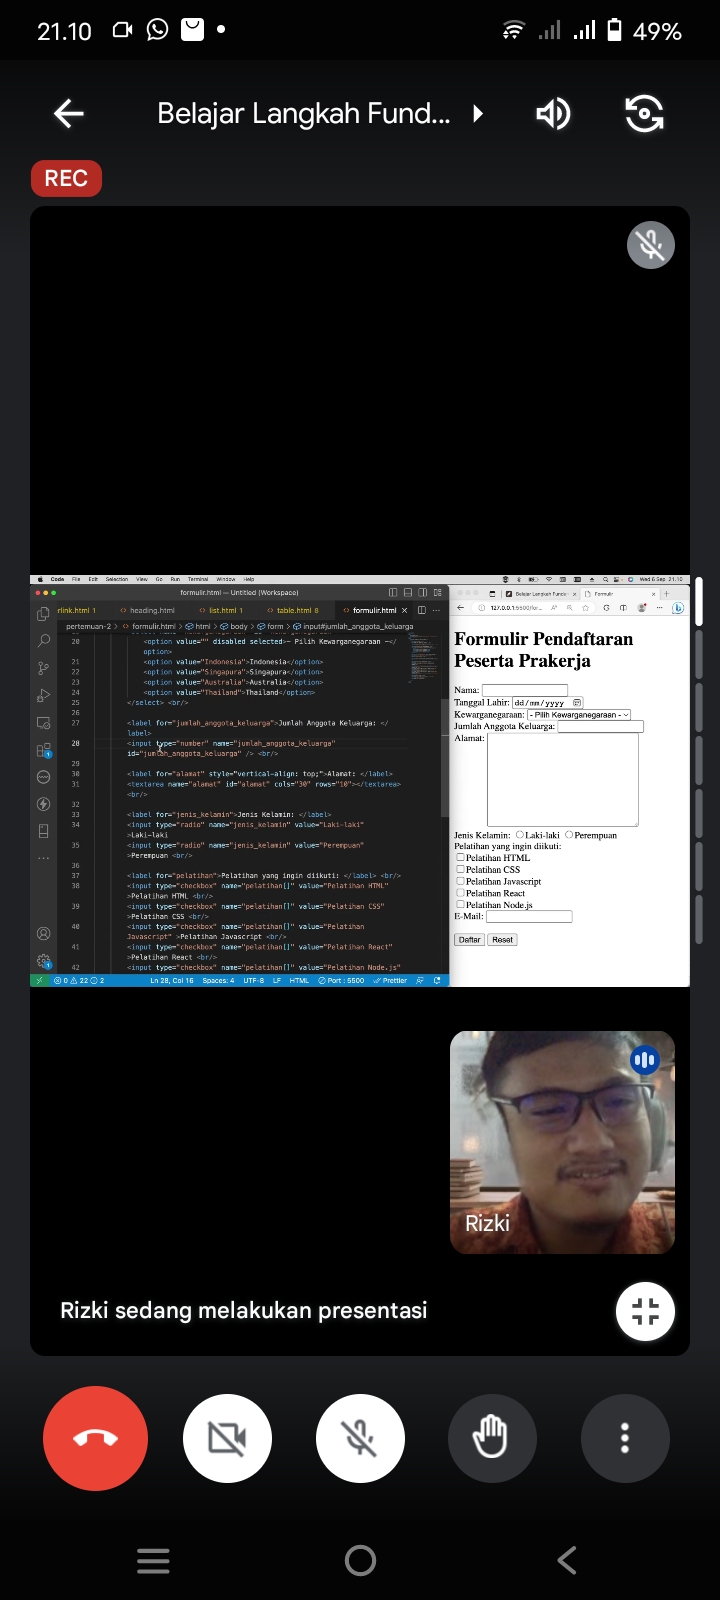 21.10
49%
Belajar Langkah Fund...
REC
Code File Edit Selection View Go Run Terminal Window Help
Wed 6 Sep 21.10
formulir.html — Untitled (Workspace)
rlink.html 1 heading.html list.html 1 table.html 8 formulir.html
pertemuan-2 > formulir.html > html > body > form > input#jumlah_anggota_keluarga
20 <option value="" disabled selected>- Pilih Kewarganegaraan -</
option>
21 <option value="Indonesia">Indonesia</option>
22 <option value="Singapura">Singapura</option>
23 <option value="Australia">Australia</option>
24 <option value="Thailand">Thailand</option>
25 </select> <br/>
26
27 <label for="jumlah_anggota_keluarga">Jumlah Anggota Keluarga: </
label>
28 <input type="number" name="jumlah_anggota_keluarga"
id="jumlah_anggota_keluarga" /> <br/>
29
30 <label for="alamat" style="vertical-align: top;">Alamat: </label>
31 <textarea name="alamat" id="alamat" cols="30" rows="10"></textarea>
<br/>
32
33 <label for="jenis_kelamin">Jenis Kelamin: </label>
34 <input type="radio" name="jenis_kelamin" value="Laki-laki"
>Laki-laki
35 <input type="radio" name="jenis_kelamin" value="Perempuan"
>Perempuan <br/>
36
37 <label for="pelatihan">Pelatihan yang ingin diikuti: </label> <br/>
38 <input type="checkbox" name="pelatihan[]" value="Pelatihan HTML"
>Pelatihan HTML <br/>
39 <input type="checkbox" name="pelatihan[]" value="Pelatihan CSS"
>Pelatihan CSS <br/>
40 <input type="checkbox" name="pelatihan[]" value="Pelatihan
Javascript" >Pelatihan Javascript <br/>
41 <input type="checkbox" name="pelatihan[]" value="Pelatihan React"
>Pelatihan React <br/>
42 <input type="checkbox" name="pelatihan[]" value="Pelatihan Node.js"
0 22 2 Ln 28, Col 16 Spaces: 4 UTF-8 LF HTML Port : 5500 Prettier
Belajar Langkah Funda Formulir
127.0.0.1:5500/for...
Formulir Pendaftaran
Peserta Prakerja
Nama:
Tanggal Lahir: dd/mm/yyyy
Kewarganegaraan: - Pilih Kewarganegaraan -
Jumlah Anggota Keluarga:
Alamat:
Jenis Kelamin: Laki-laki Perempuan
Pelatihan yang ingin diikuti:
Pelatihan HTML
Pelatihan CSS
Pelatihan Javascript
Pelatihan React
Pelatihan Node.js
E-Mail:
Daftar Reset
Rizki
Rizki sedang melakukan presentasi